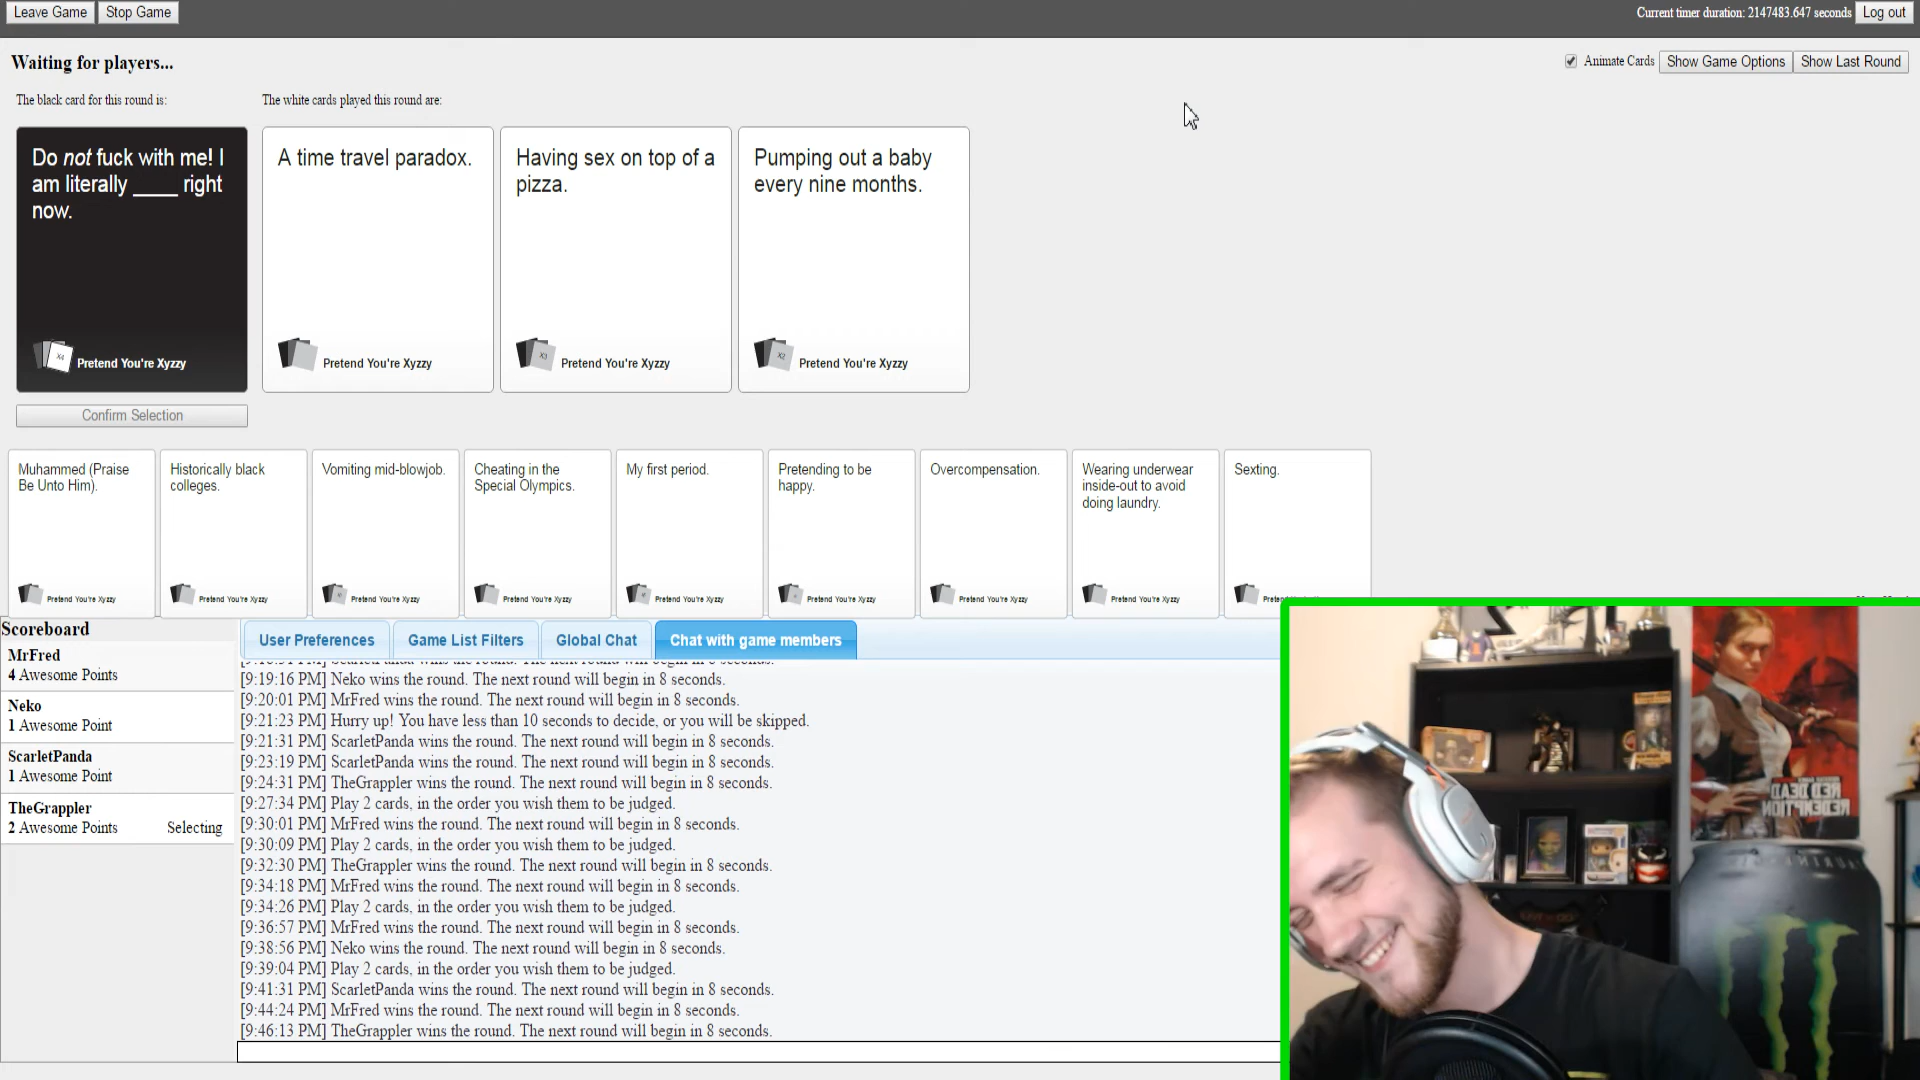 Leave Game
Stop Game
Current timer duration: 2147483.647 seconds
Log out
Waiting for players...
Animate Cards
Show Game Options
Show Last Round
The black card for this round is:
The white cards played this round are:
Do not fuck with me! I
am literally ____ right
now.
X4
Pretend You're Xyzzy
A time travel paradox.
Pretend You're Xyzzy
Having sex on top of a
pizza.
X3
Pretend You're Xyzzy
Pumping out a baby
every nine months.
X2
Pretend You're Xyzzy
Confirm Selection
Muhammed (Praise
Be Unto Him).
Pretend You're Xyzzy
Historically black
colleges.
Pretend You're Xyzzy
Vomiting mid-blowjob.
Pretend You're Xyzzy
Cheating in the
Special Olympics.
Pretend You're Xyzzy
My first period.
Pretend You're Xyzzy
Pretending to be
happy.
Pretend You're Xyzzy
Overcompensation.
Pretend You're Xyzzy
Wearing underwear
inside-out to avoid
doing laundry.
Pretend You're Xyzzy
Sexting.
Scoreboard
MrFred
4 Awesome Points
Neko
1 Awesome Point
ScarletPanda
1 Awesome Point
TheGrappler
2 Awesome Points
Selecting
User Preferences
Game List Filters
Global Chat
Chat with game members
[9:19:16 PM] Neko wins the round. The next round will begin in 8 seconds.
[9:20:01 PM] MrFred wins the round. The next round will begin in 8 seconds.
[9:21:23 PM] Hurry up! You have less than 10 seconds to decide, or you will be skipped.
[9:21:31 PM] ScarletPanda wins the round. The next round will begin in 8 seconds.
[9:23:19 PM] ScarletPanda wins the round. The next round will begin in 8 seconds.
[9:24:31 PM] TheGrappler wins the round. The next round will begin in 8 seconds.
[9:27:34 PM] Play 2 cards, in the order you wish them to be judged.
[9:30:01 PM] MrFred wins the round. The next round will begin in 8 seconds.
[9:30:09 PM] Play 2 cards, in the order you wish them to be judged.
[9:32:30 PM] TheGrappler wins the round. The next round will begin in 8 seconds.
[9:34:18 PM] MrFred wins the round. The next round will begin in 8 seconds.
[9:34:26 PM] Play 2 cards, in the order you wish them to be judged.
[9:36:57 PM] MrFred wins the round. The next round will begin in 8 seconds.
[9:38:56 PM] Neko wins the round. The next round will begin in 8 seconds.
[9:39:04 PM] Play 2 cards, in the order you wish them to be judged.
[9:41:31 PM] ScarletPanda wins the round. The next round will begin in 8 seconds.
[9:44:24 PM] MrFred wins the round. The next round will begin in 8 seconds.
[9:46:13 PM] TheGrappler wins the round. The next round will begin in 8 seconds.
RED DEAD
REDEMPTION